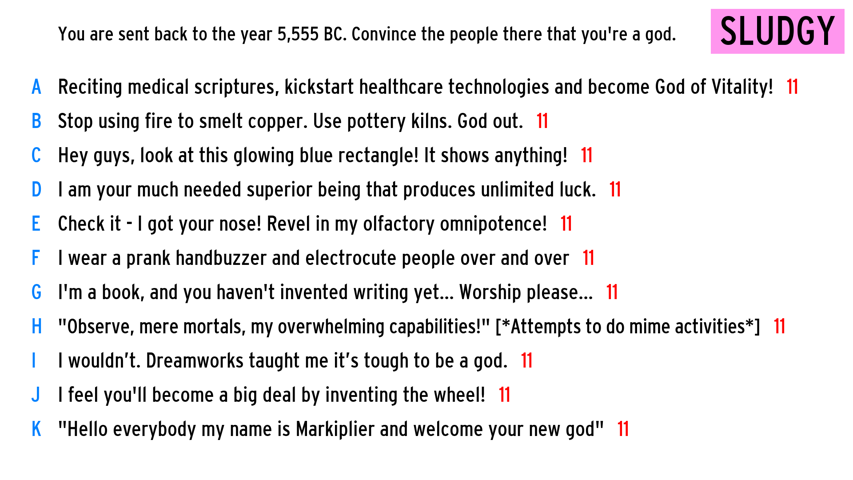 You are sent back to the year 5,555 BC. Convince the people there that you're a god.
SLUDGY
A Reciting medical scriptures, kickstart healthcare technologies and become God of Vitality! 11
B Stop using fire to smelt copper. Use pottery kilns. God out. 11
C Hey guys, look at this glowing blue rectangle! It shows anything! 11
D I am your much needed superior being that produces unlimited luck. 11
E Check it - I got your nose! Revel in my olfactory omnipotence! 11
F I wear a prank handbuzzer and electrocute people over and over 11
G I'm a book, and you haven't invented writing yet... Worship please... 11
H "Observe, mere mortals, my overwhelming capabilities!" [*Attempts to do mime activities*] 11
I I wouldn’t. Dreamworks taught me it’s tough to be a god. 11
J I feel you'll become a big deal by inventing the wheel! 11
K "Hello everybody my name is Markiplier and welcome your new god" 11